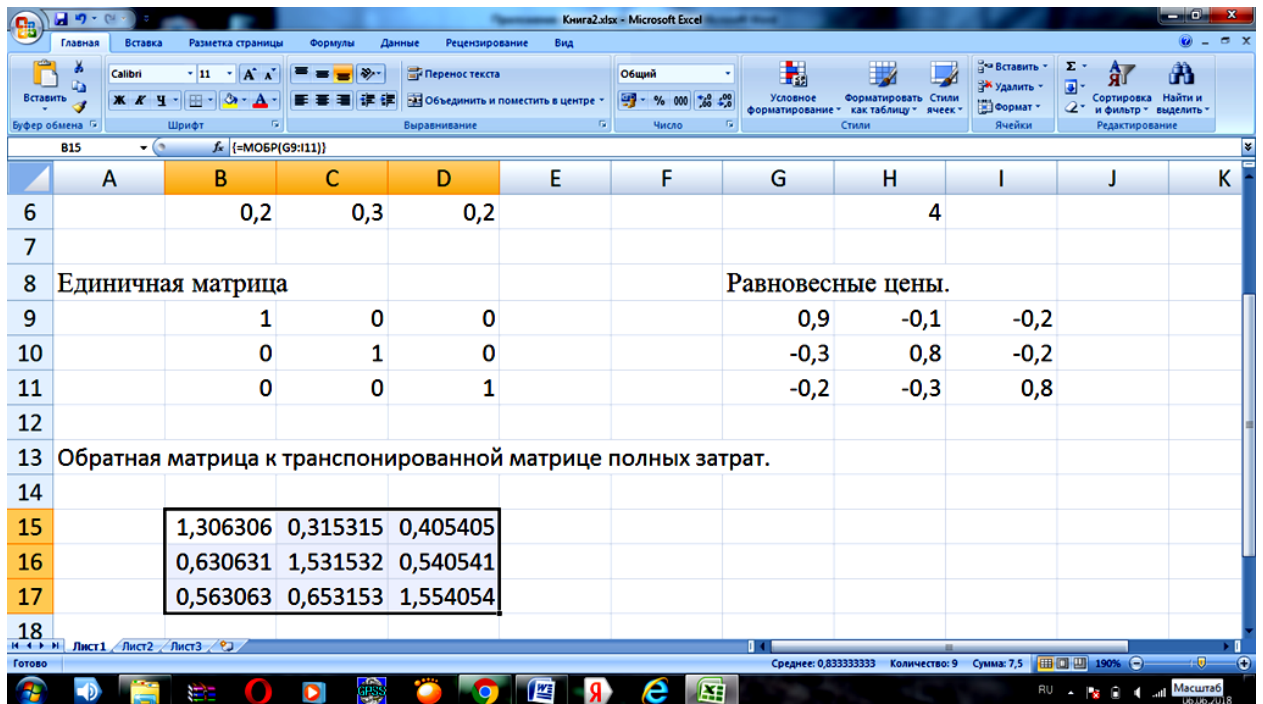 Книга2.xlsx - Microsoft Excel
Главная Вставка Разметка страницы Формулы Данные Рецензирование Вид
Вставить
Calibri 11
Ж К Ч
Перенос текста
Объединить и поместить в центре
Общий
% 000
Условное форматирование
Форматировать как таблицу
Стили ячеек
Вставить
Удалить
Формат
Сортировка и фильтр
Найти и выделить
Буфер обмена Шрифт Выравнивание Число Стили Ячейки Редактирование
B15 fx {=МОБР(G9:I11)}
A B C D E F G H I J K
6 0,2 0,3 0,2 4
7
8 Единичная матрица Равновесные цены.
9 1 0 0 0,9 -0,1 -0,2
10 0 1 0 -0,3 0,8 -0,2
11 0 0 1 -0,2 -0,3 0,8
12
13 Обратная матрица к транспонированной матрице полных затрат.
14
15 1,306306 0,315315 0,405405
16 0,630631 1,531532 0,540541
17 0,563063 0,653153 1,554054
18
Лист1 Лист2 Лист3
Готово Среднее: 0,833333333 Количество: 9 Сумма: 7,5 190%
GPSS RU Масштаб
06.06.2018